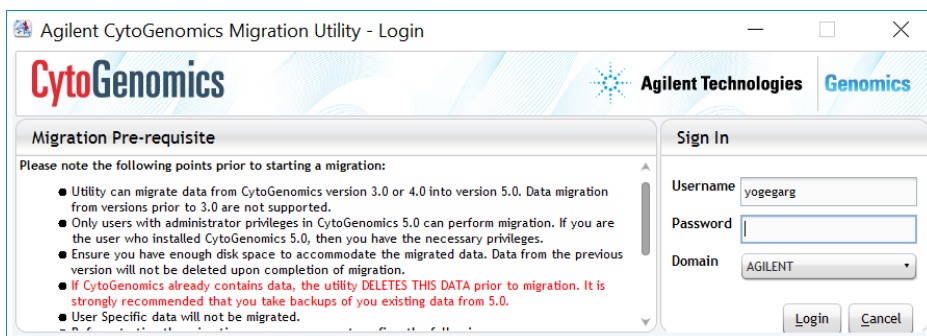 Agilent CytoGenomics Migration Utility - Login
CytoGenomics
Agilent Technologies
Genomics
Migration Pre-requisite
Please note the following points prior to starting a migration:
● Utility can migrate data from CytoGenomics version 3.0 or 4.0 into version 5.0. Data migration
from versions prior to 3.0 are not supported.
● Only users with administrator privileges in CytoGenomics 5.0 can perform migration. If you are
the user who installed CytoGenomics 5.0, then you have the necessary privileges.
● Ensure you have enough disk space to accommodate the migrated data. Data from the previous
version will not be deleted upon completion of migration.
● If CytoGenomics already contains data, the utility DELETES THIS DATA prior to migration. It is
strongly recommended that you take backups of you existing data from 5.0.
● User Specific data will not be migrated.
Sign In
Username
yogegarg
Password
Domain
AGILENT
Login
Cancel